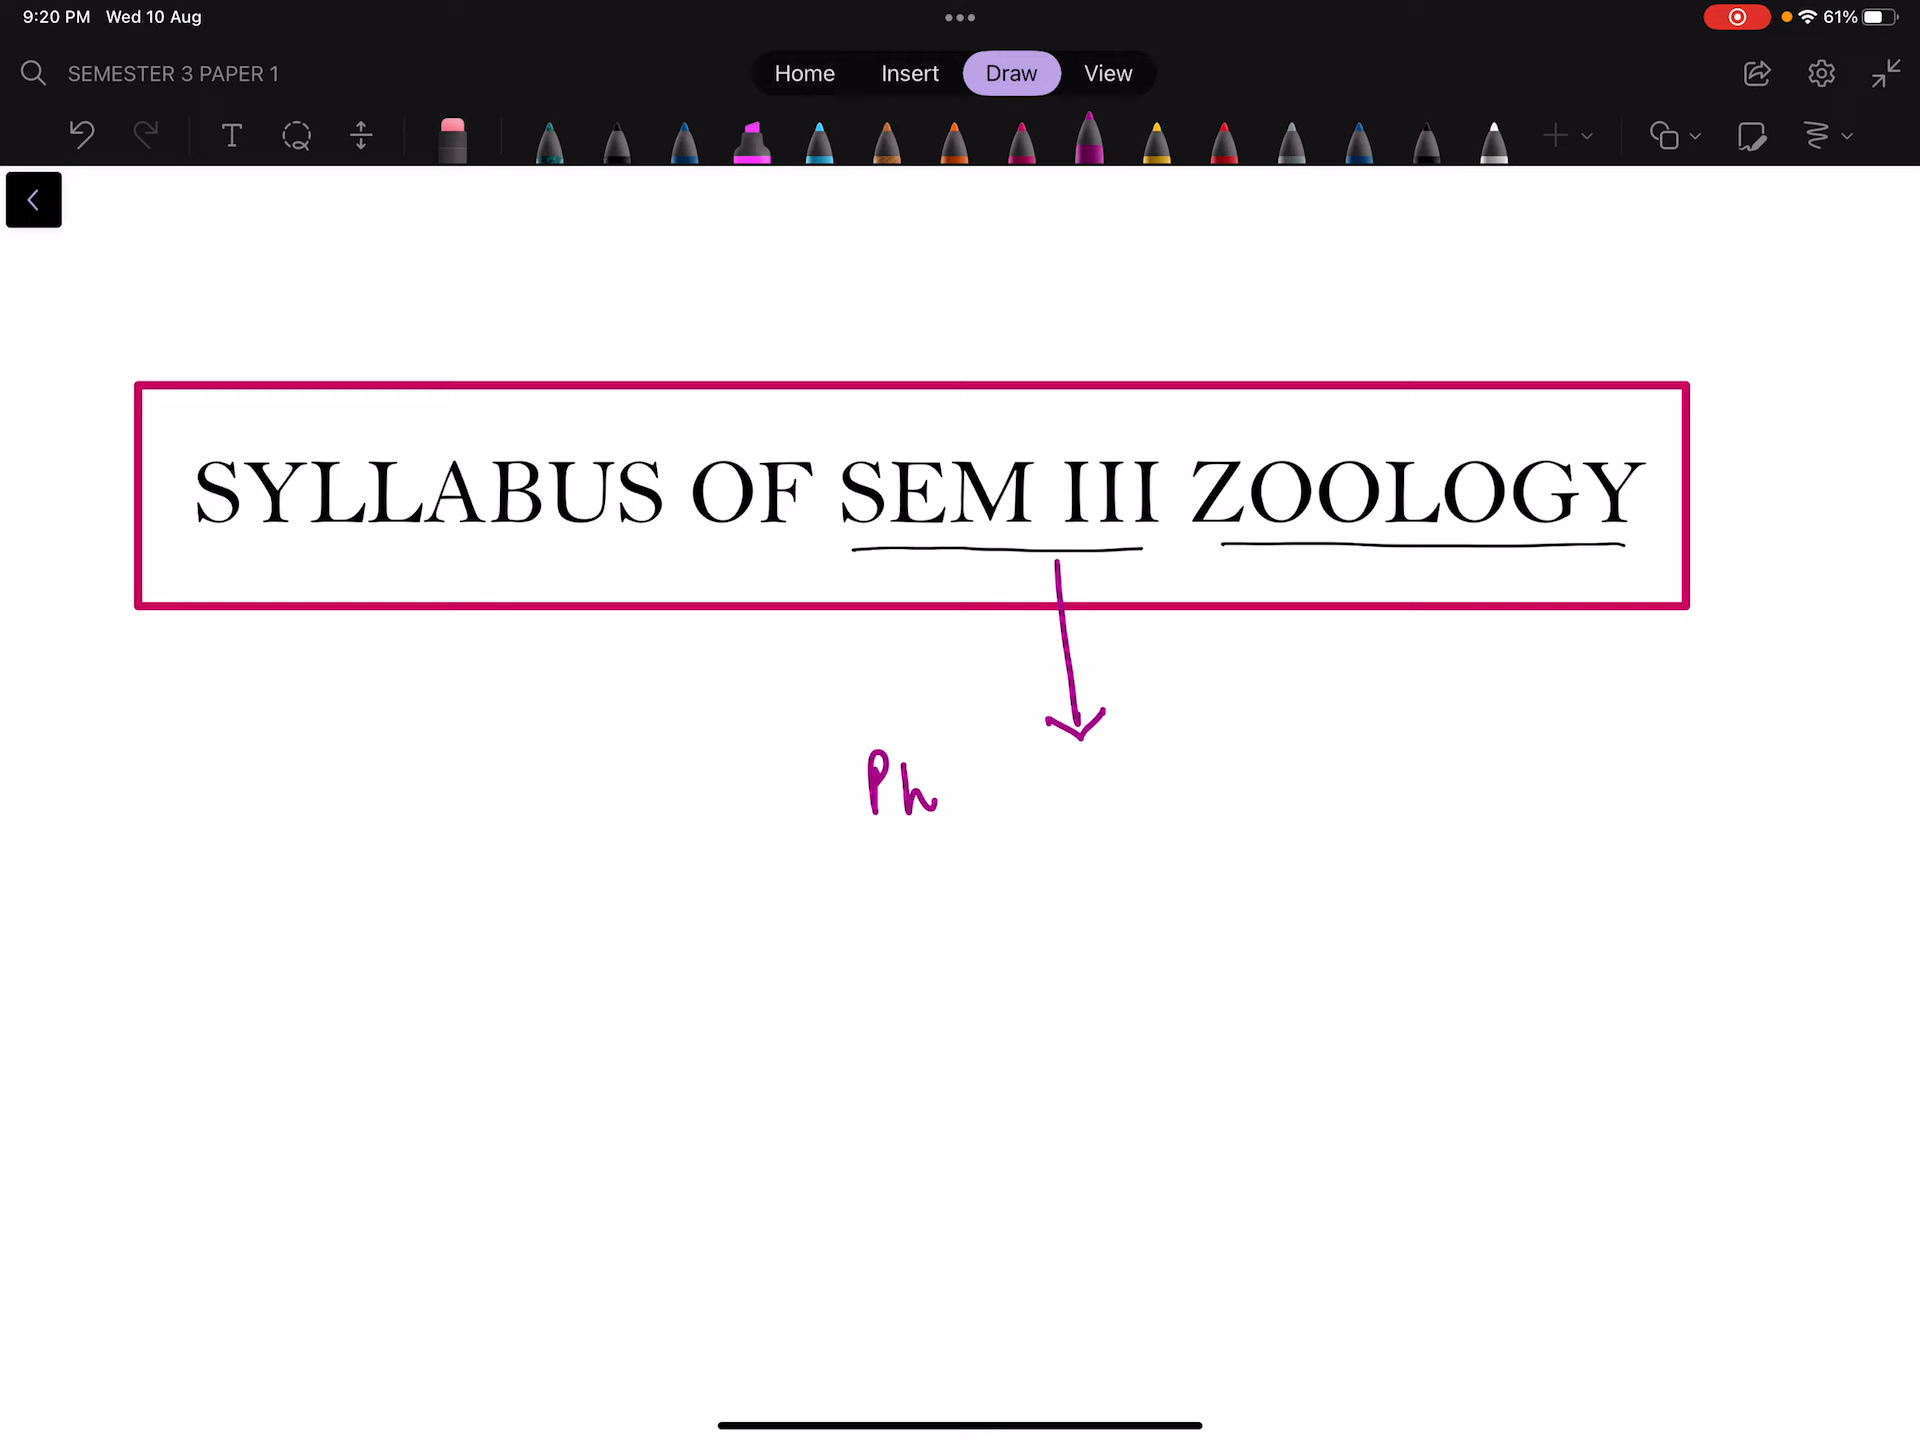 9:20 PM Wed 10 Aug
61%
SEMESTER 3 PAPER 1
Home Insert Draw View
SYLLABUS OF SEM III ZOOLOGY
Ph